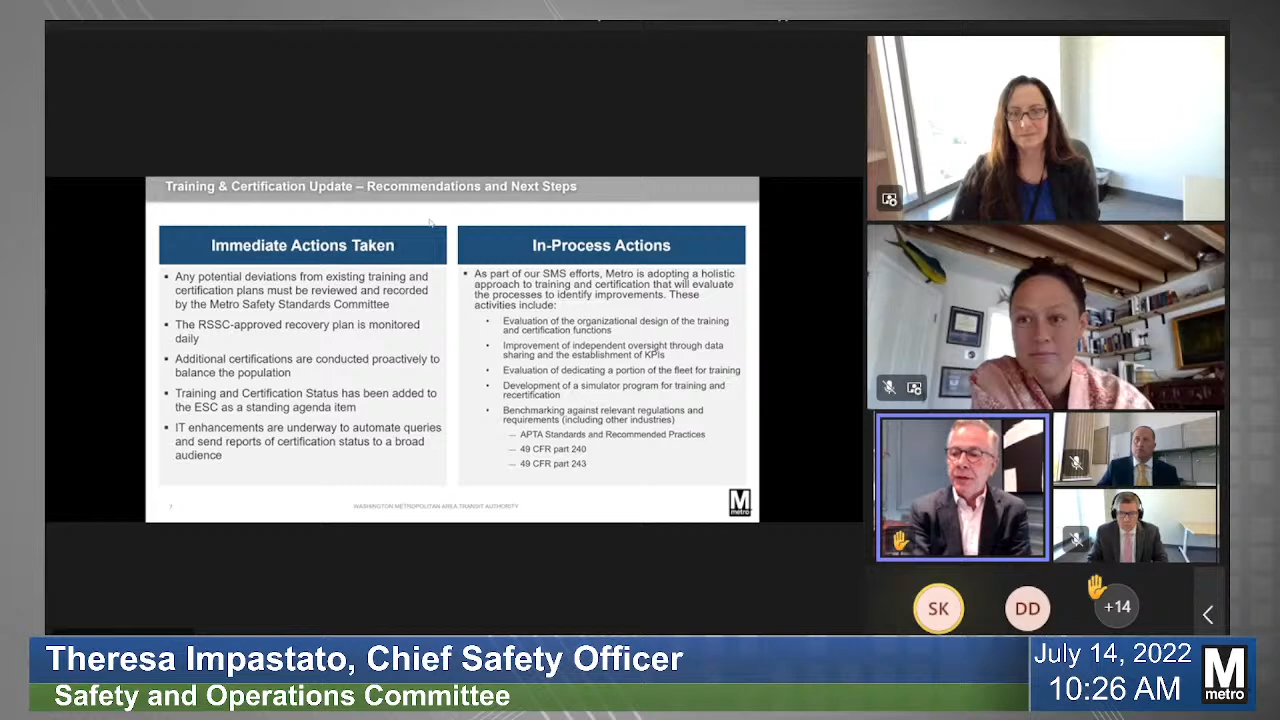 Training & Certification Update – Recommendations and Next Steps
Immediate Actions Taken
▪ Any potential deviations from existing training and
certification plans must be reviewed and recorded
by the Metro Safety Standards Committee
▪ The RSSC-approved recovery plan is monitored
daily
▪ Additional certifications are conducted proactively to
balance the population
▪ Training and Certification Status has been added to
the ESC as a standing agenda item
▪ IT enhancements are underway to automate queries
and send reports of certification status to a broad
audience
In-Process Actions
▪ As part of our SMS efforts, Metro is adopting a holistic
approach to training and certification that will evaluate
the processes to identify improvements. These
activities include:
• Evaluation of the organizational design of the training
and certification functions
• Improvement of independent oversight through data
sharing and the establishment of KPIs
• Evaluation of dedicating a portion of the fleet for training
• Development of a simulator program for training and
recertification
• Benchmarking against relevant regulations and
requirements (including other industries)
— APTA Standards and Recommended Practices
— 49 CFR part 240
— 49 CFR part 243
7
WASHINGTON METROPOLITAN AREA TRANSIT AUTHORITY
M
metro
SK
DD
+14
Theresa Impastato, Chief Safety Officer
Safety and Operations Committee
July 14, 2022
10:26 AM
M
metro